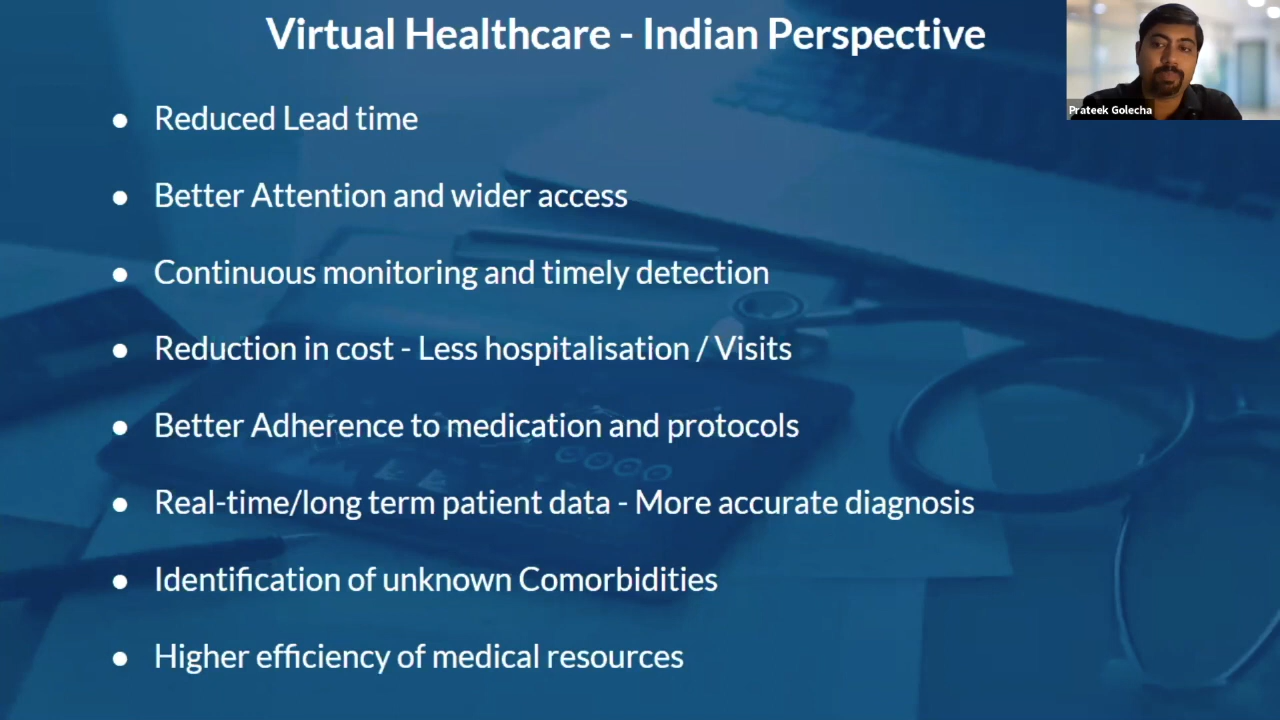 Virtual Healthcare - Indian Perspective
Prateek Golecha
● Reduced Lead time
● Better Attention and wider access
● Continuous monitoring and timely detection
● Reduction in cost - Less hospitalisation / Visits
● Better Adherence to medication and protocols
● Real-time/long term patient data - More accurate diagnosis
● Identification of unknown Comorbidities
● Higher efficiency of medical resources